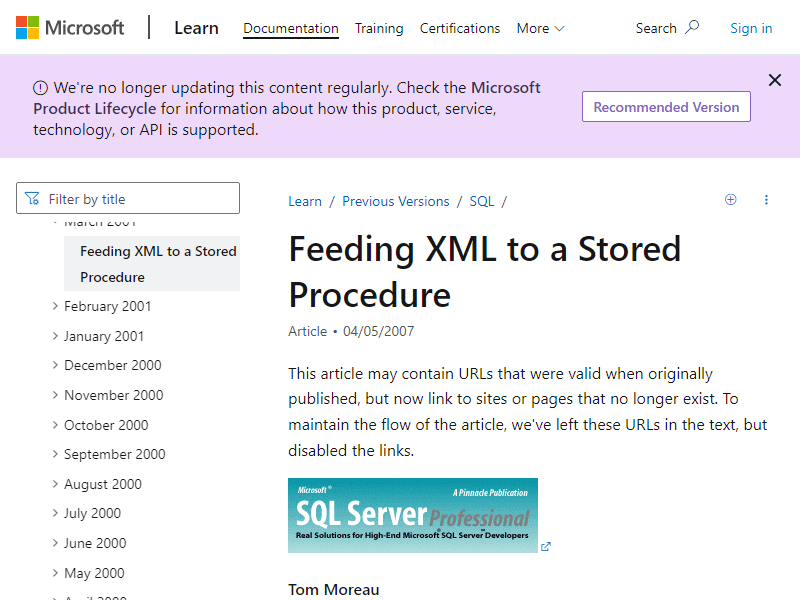 Microsoft
Learn
Documentation
Training
Certifications
More
Search
Sign in
We're no longer updating this content regularly. Check the Microsoft
Product Lifecycle for information about how this product, service,
technology, or API is supported.
Recommended Version
Filter by title
March 2001
Feeding XML to a Stored
Procedure
February 2001
January 2001
December 2000
November 2000
October 2000
September 2000
August 2000
July 2000
June 2000
May 2000
April 2000
Learn / Previous Versions / SQL /
Feeding XML to a Stored
Procedure
Article • 04/05/2007
This article may contain URLs that were valid when originally
published, but now link to sites or pages that no longer exist. To
maintain the flow of the article, we've left these URLs in the text, but
disabled the links.
Microsoft®
A Pinnacle Publication
SQL Server Professional
Real Solutions for High-End Microsoft® SQL Server™ Developers
Tom Moreau